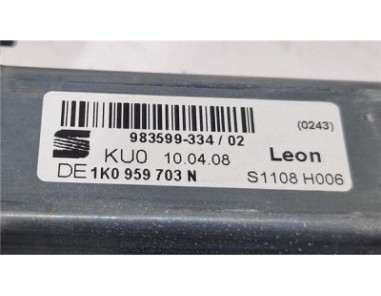 (0243)
983599-334 / 02
KU0 10.04.08 Leon
DE 1K0 959 703 N S1108 H006